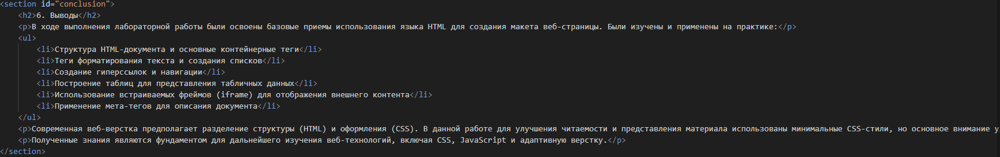 <section id="conclusion">
<h2>6. Выводы</h2>
<p>В ходе выполнения лабораторной работы были освоены базовые приемы использования языка HTML для создания макета веб-страницы. Были изучены и применены на практике:</p>
<ul>
<li>Структура HTML-документа и основные контейнерные теги</li>
<li>Теги форматирования текста и создания списков</li>
<li>Создание гиперссылок и навигации</li>
<li>Построение таблиц для представления табличных данных</li>
<li>Использование встраиваемых фреймов (iframe) для отображения внешнего контента</li>
<li>Применение мета-тегов для описания документа</li>
</ul>
<p>Современная веб-верстка предполагает разделение структуры (HTML) и оформления (CSS). В данной работе для улучшения читаемости и представления материала использованы минимальные CSS-стили, но основное внимание
<p>Полученные знания являются фундаментом для дальнейшего изучения веб-технологий, включая CSS, JavaScript и адаптивную верстку.</p>
</section>